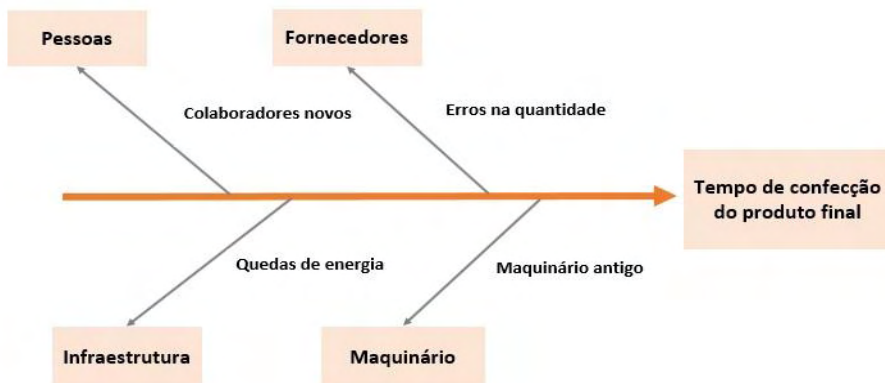 Pessoas
Fornecedores
Colaboradores novos
Erros na quantidade
Tempo de confecção
do produto final
Quedas de energia
Maquinário antigo
Infraestrutura
Maquinário